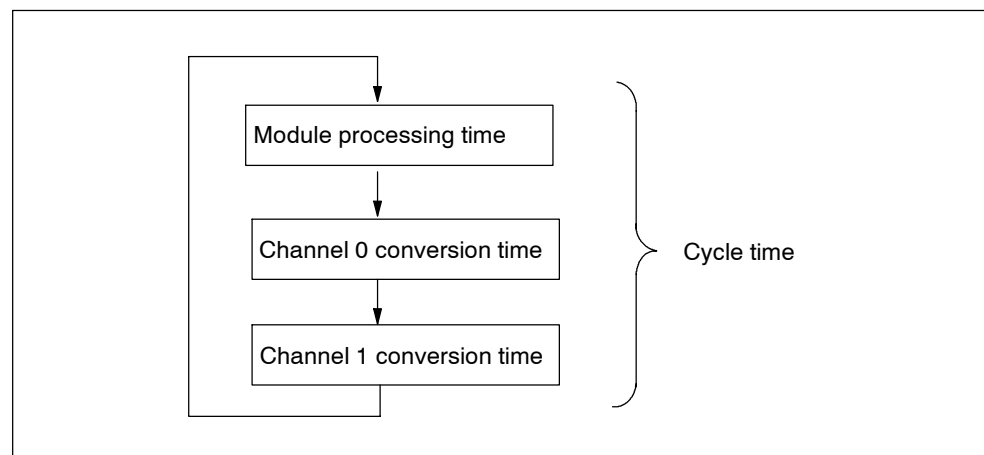 Module processing time
Channel 0 conversion time
Cycle time
Channel 1 conversion time